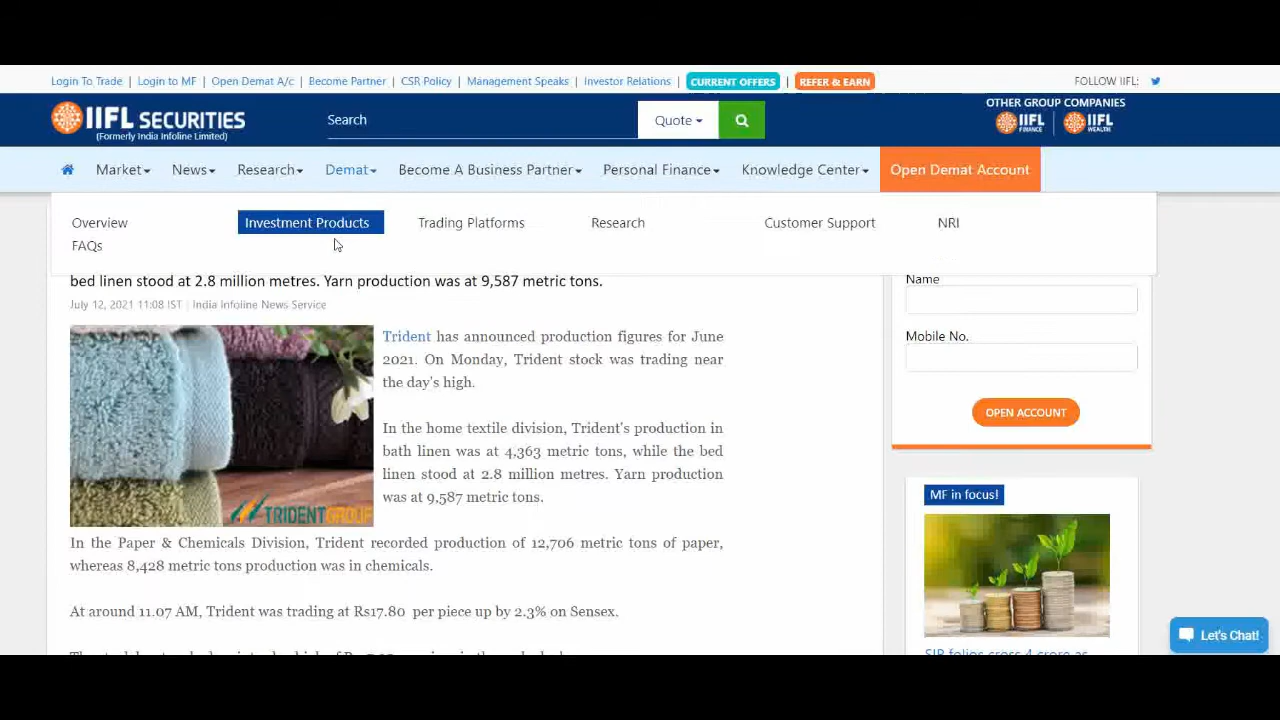 Login To Trade | Login to MF | Open Demat A/c | Become Partner | CSR Policy | Management Speaks | Investor Relations | CURRENT OFFERS | REFER & EARN FOLLOW IIFL:
IIFL SECURITIES
(Formerly India Infoline Limited)
Search
Quote
OTHER GROUP COMPANIES
IIFL FINANCE | IIFL WEALTH
Market News Research Demat Become A Business Partner Personal Finance Knowledge Center Open Demat Account
Overview Investment Products Trading Platforms Research Customer Support NRI
FAQs
bed linen stood at 2.8 million metres. Yarn production was at 9,587 metric tons.
July 12, 2021 11:08 IST | India Infoline News Service
Trident has announced production figures for June
2021. On Monday, Trident stock was trading near
the day's high.
In the home textile division, Trident's production in
bath linen was at 4,363 metric tons, while the bed
linen stood at 2.8 million metres. Yarn production
was at 9,587 metric tons.
TRIDENT GROUP
In the Paper & Chemicals Division, Trident recorded production of 12,706 metric tons of paper,
whereas 8,428 metric tons production was in chemicals.
At around 11.07 AM, Trident was trading at Rs17.80 per piece up by 2.3% on Sensex.
Name
Mobile No.
OPEN ACCOUNT
MF in focus!
SIP folios cross 4 crore as
Let's Chat!